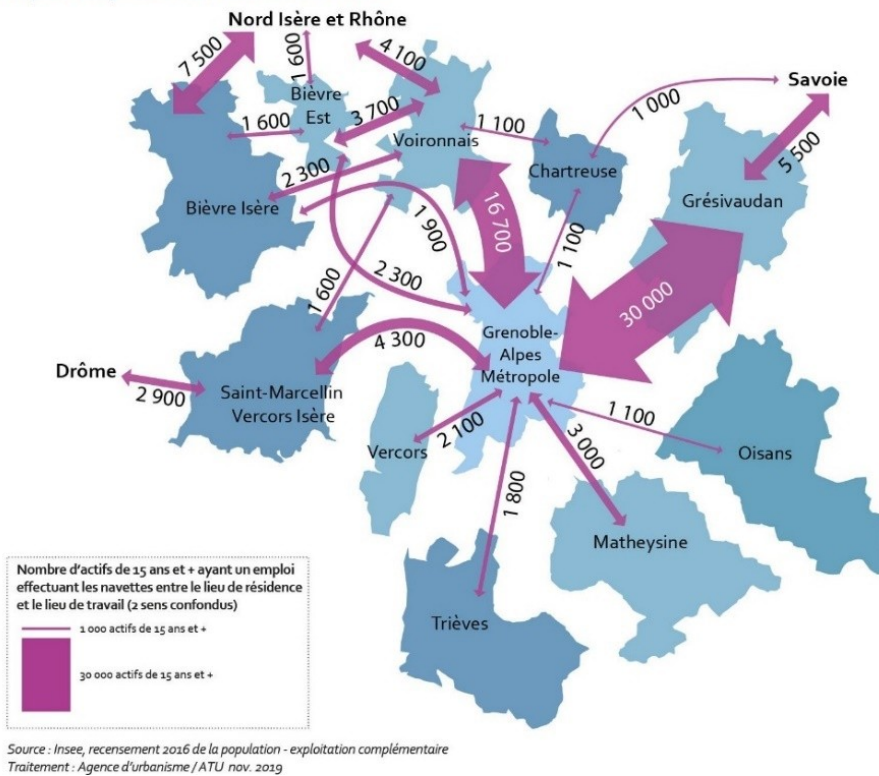 Nord Isère et Rhône
7 500
1 600
4 100
Savoie
Bièvre
Est
1 600
3 700
1 100
1 000
5 500
Voironnais
Chartreuse
2 300
16 700
Grésivaudan
Bièvre Isère
1 900
1 100
1 600
2 300
30 000
Grenoble-
Alpes
Métropole
4 300
Drôme
2 900
Saint-Marcellin
Vercors Isère
2 100
1 100
Vercors
3 000
Oisans
1 800
Matheysine
Trièves
Nombre d'actifs de 15 ans et + ayant un emploi
effectuant les navettes entre le lieu de résidence
et le lieu de travail (2 sens confondus)
1 000 actifs de 15 ans et +
30 000 actifs de 15 ans et +
Source : Insee, recensement 2016 de la population - exploitation complémentaire
Traitement : Agence d'urbanisme / ATU nov. 2019